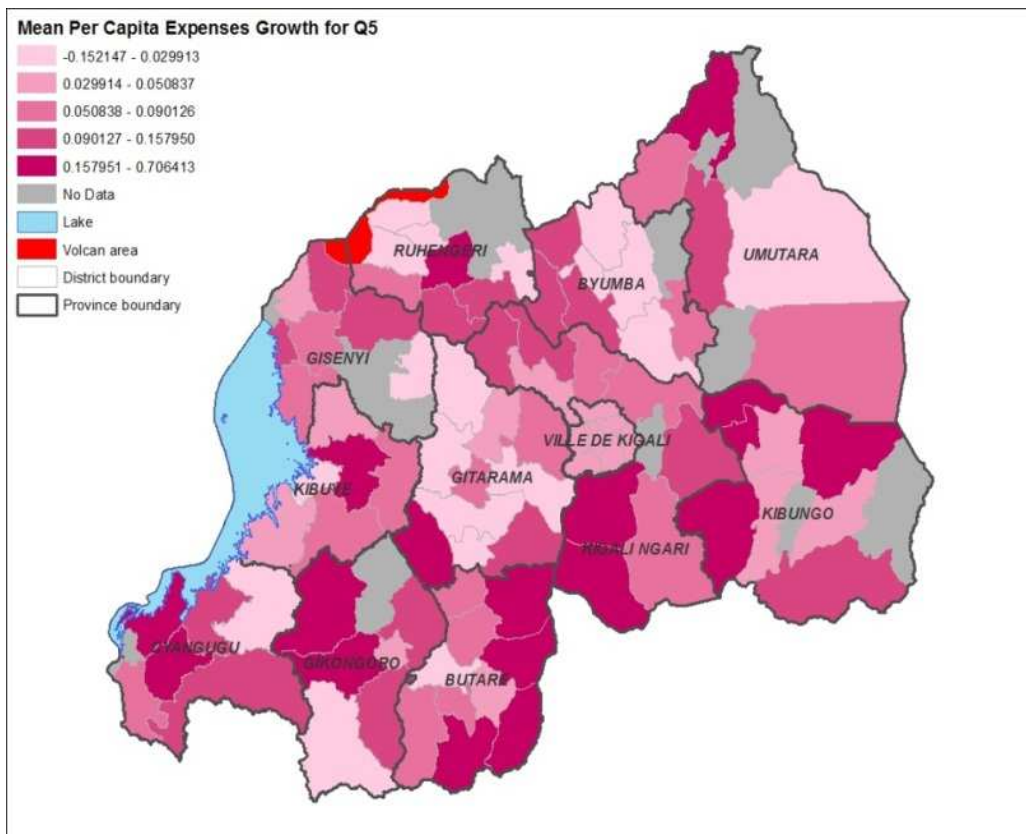 Mean Per Capita Expenses Growth for Q5
-0.152147 - 0.029913
0.029914 - 0.050837
0.050838 - 0.090126
0.090127 - 0.157950
0.157951 - 0.706413
No Data
Lake
Volcan area
District boundary
Province boundary
RUHENGERI
BYUMBA
UMUTARA
GISENYI
VILLE DE KIGALI
KIBUYE
GITARAMA
KIBUNGO
KIGALI NGARI
CYANGUGU
GIKONGORO
BUTARE